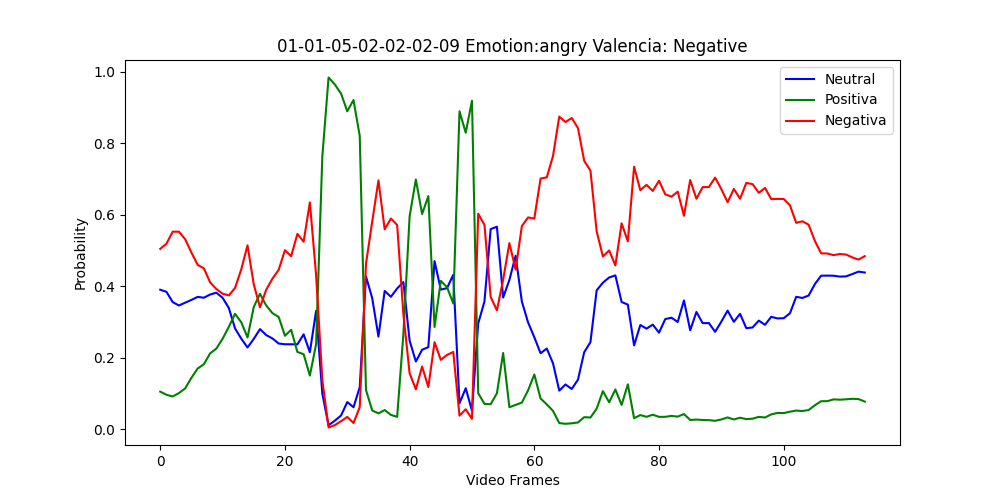 01-01-05-02-02-02-09 Emotion:angry Valencia: Negative
Neutral
Positiva
Negativa
Probability
1.0
0.8
0.6
0.4
0.2
0.0
0 20 40 60 80 100
Video Frames